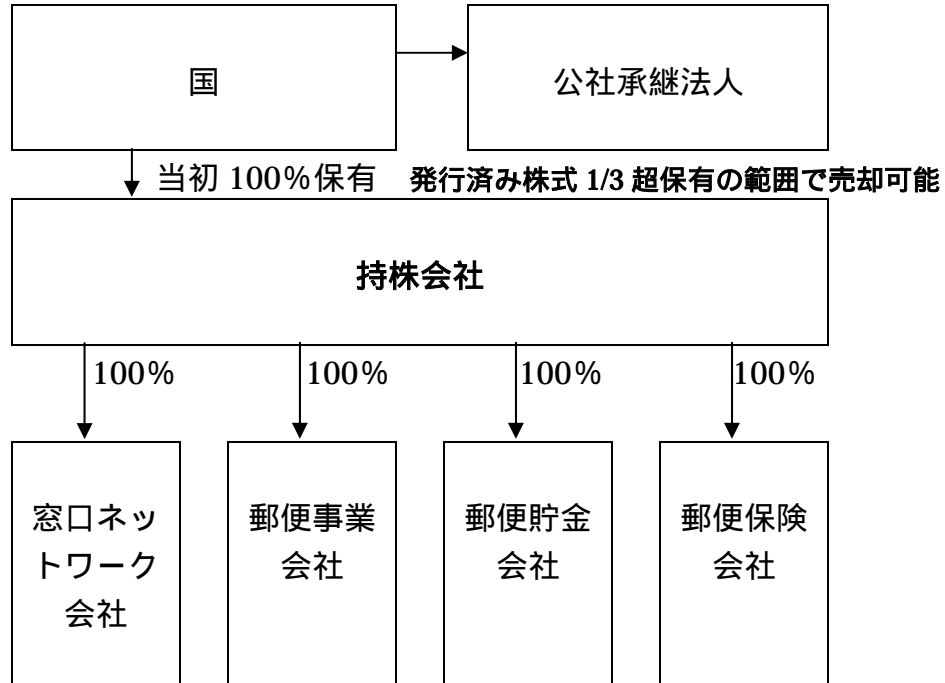 国
公社承継法人
当初 100%保有 発行済み株式 1/3 超保有の範囲で売却可能
持株会社
100% 100% 100% 100%
窓口ネッ
トワーク
会社
郵便事業
会社
郵便貯金
会社
郵便保険
会社